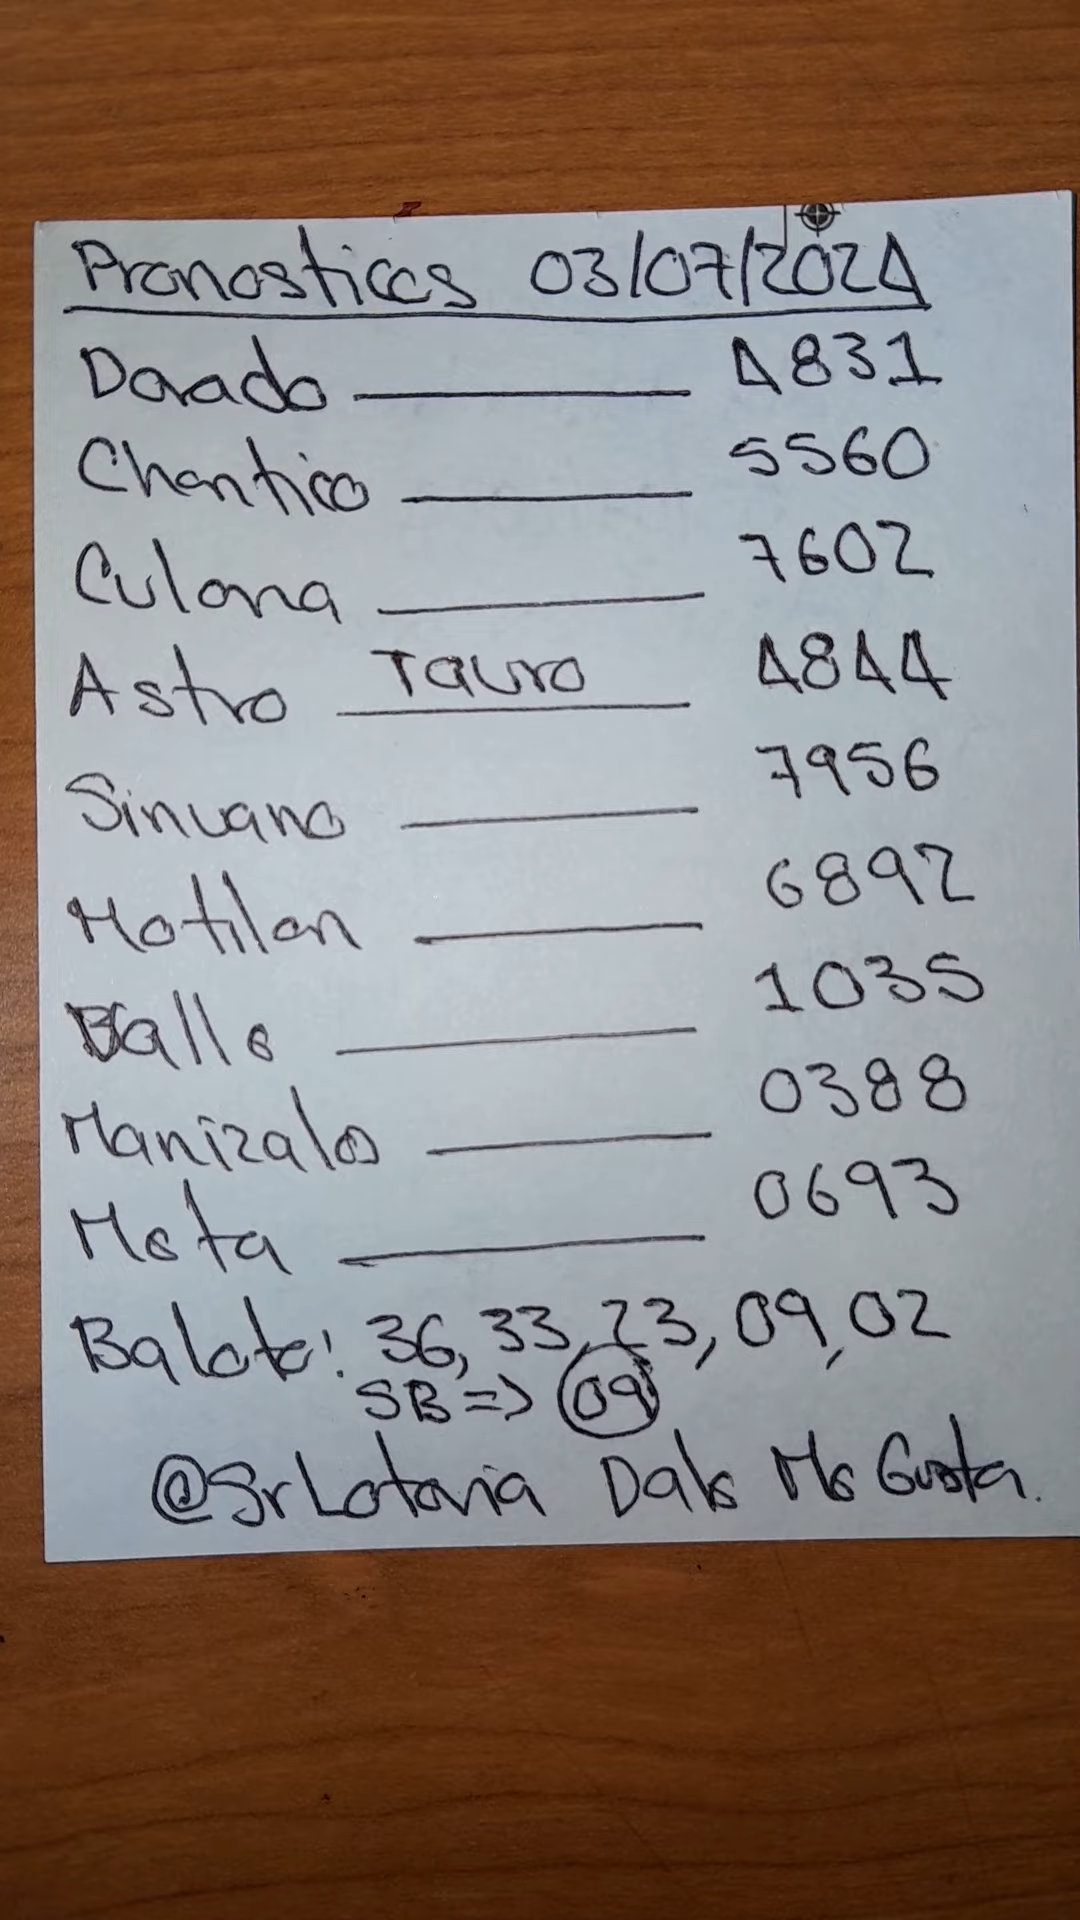 Pronosticos 03/07/2024
Dorado 4831
Chontico 5560
Culona 7602
Astro Tauro 4844
Sinuano 7956
Motilon 6892
Valle 1035
Manizales 0388
Meta 0693
Baloto: 36, 33, 23, 09, 02
SB => 09
@SrLoteria Dale Me Gusta.